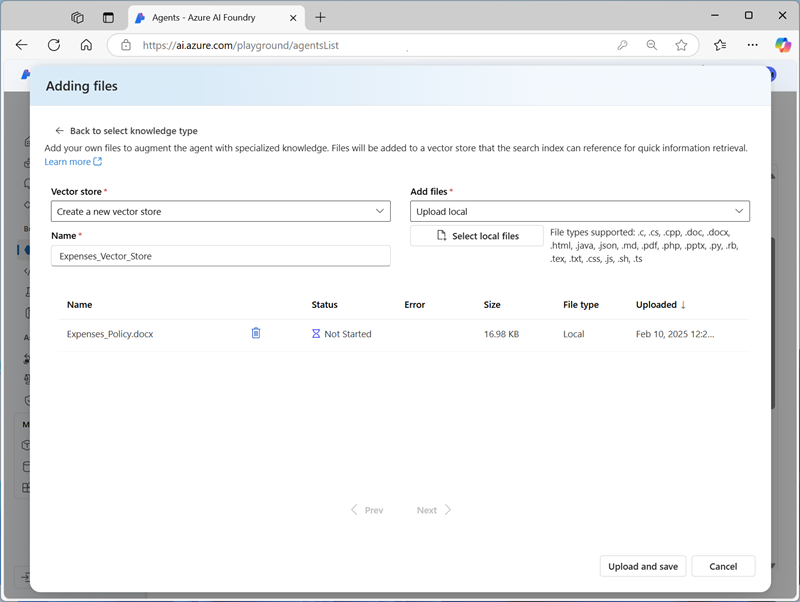 Agents - Azure AI Foundry
https://ai.azure.com/playground/agentsList
Adding files
Back to select knowledge type
Add your own files to augment the agent with specialized knowledge. Files will be added to a vector store that the search index can reference for quick information retrieval.
Learn more
Vector store *
Add files *
Create a new vector store
Upload local
Name *
Select local files
File types supported: .c, .cs, .cpp, .doc, .docx,
.html, .java, .json, .md, .pdf, .php, .pptx, .py, .rb,
.tex, .txt, .css, .js, .sh, .ts
Expenses_Vector_Store
Name Status Error Size File type Uploaded ↓
Expenses_Policy.docx Not Started 16.98 KB Local Feb 10, 2025 12:2...
Prev Next
Upload and save Cancel